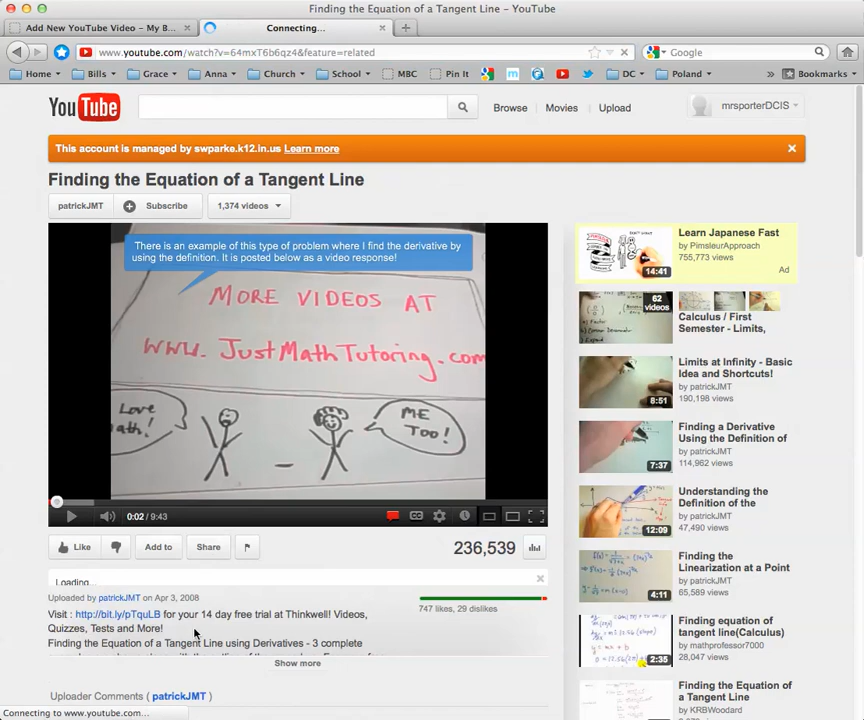 Finding the Equation of a Tangent Line - YouTube
Add New YouTube Video - My B...
Connecting...
www.youtube.com/watch?v=64mxT6b6qz4&feature=related
Google
Home
Bills
Grace
Anna
Church
School
MBC
Pin It
DC
Poland
»
Bookmarks
YouTube
Browse
Movies
Upload
mrsporterDCIS
This account is managed by swparke.k12.in.us Learn more
Finding the Equation of a Tangent Line
patrickJMT
Subscribe
1,374 videos
There is an example of this type of problem where I find the derivative by
using the definition. It is posted below as a video response!
MORE VIDEOS AT
www.JustMathTutoring.com
Love
ath!
ME
TOO!
0:02 / 9:43
CC
Like
Add to
Share
236,539
Loading...
Uploaded by patrickJMT on Apr 3, 2008
747 likes, 29 dislikes
Visit : http://bit.ly/pTquLB for your 14 day free trial at Thinkwell! Videos,
Quizzes, Tests and More!
Finding the Equation of a Tangent Line using Derivatives - 3 complete
Show more
Uploader Comments (patrickJMT)
Learn Japanese Fast
by PimsleurApproach
755,773 views
Ad
14:41
62
videos
Calculus / First
Semester - Limits,
Limits at Infinity - Basic
Idea and Shortcuts!
by patrickJMT
190,198 views
8:51
Finding a Derivative
Using the Definition of
by patrickJMT
114,962 views
7:37
Understanding the
Definition of the
by patrickJMT
47,490 views
12:09
Finding the
Linearization at a Point
by patrickJMT
65,589 views
4:11
Finding equation of
tangent line(Calculus)
by mathprofessor7000
28,047 views
2:35
Finding the Equation of
a Tangent Line
by KRBWoodard
Connecting to www.youtube.com...